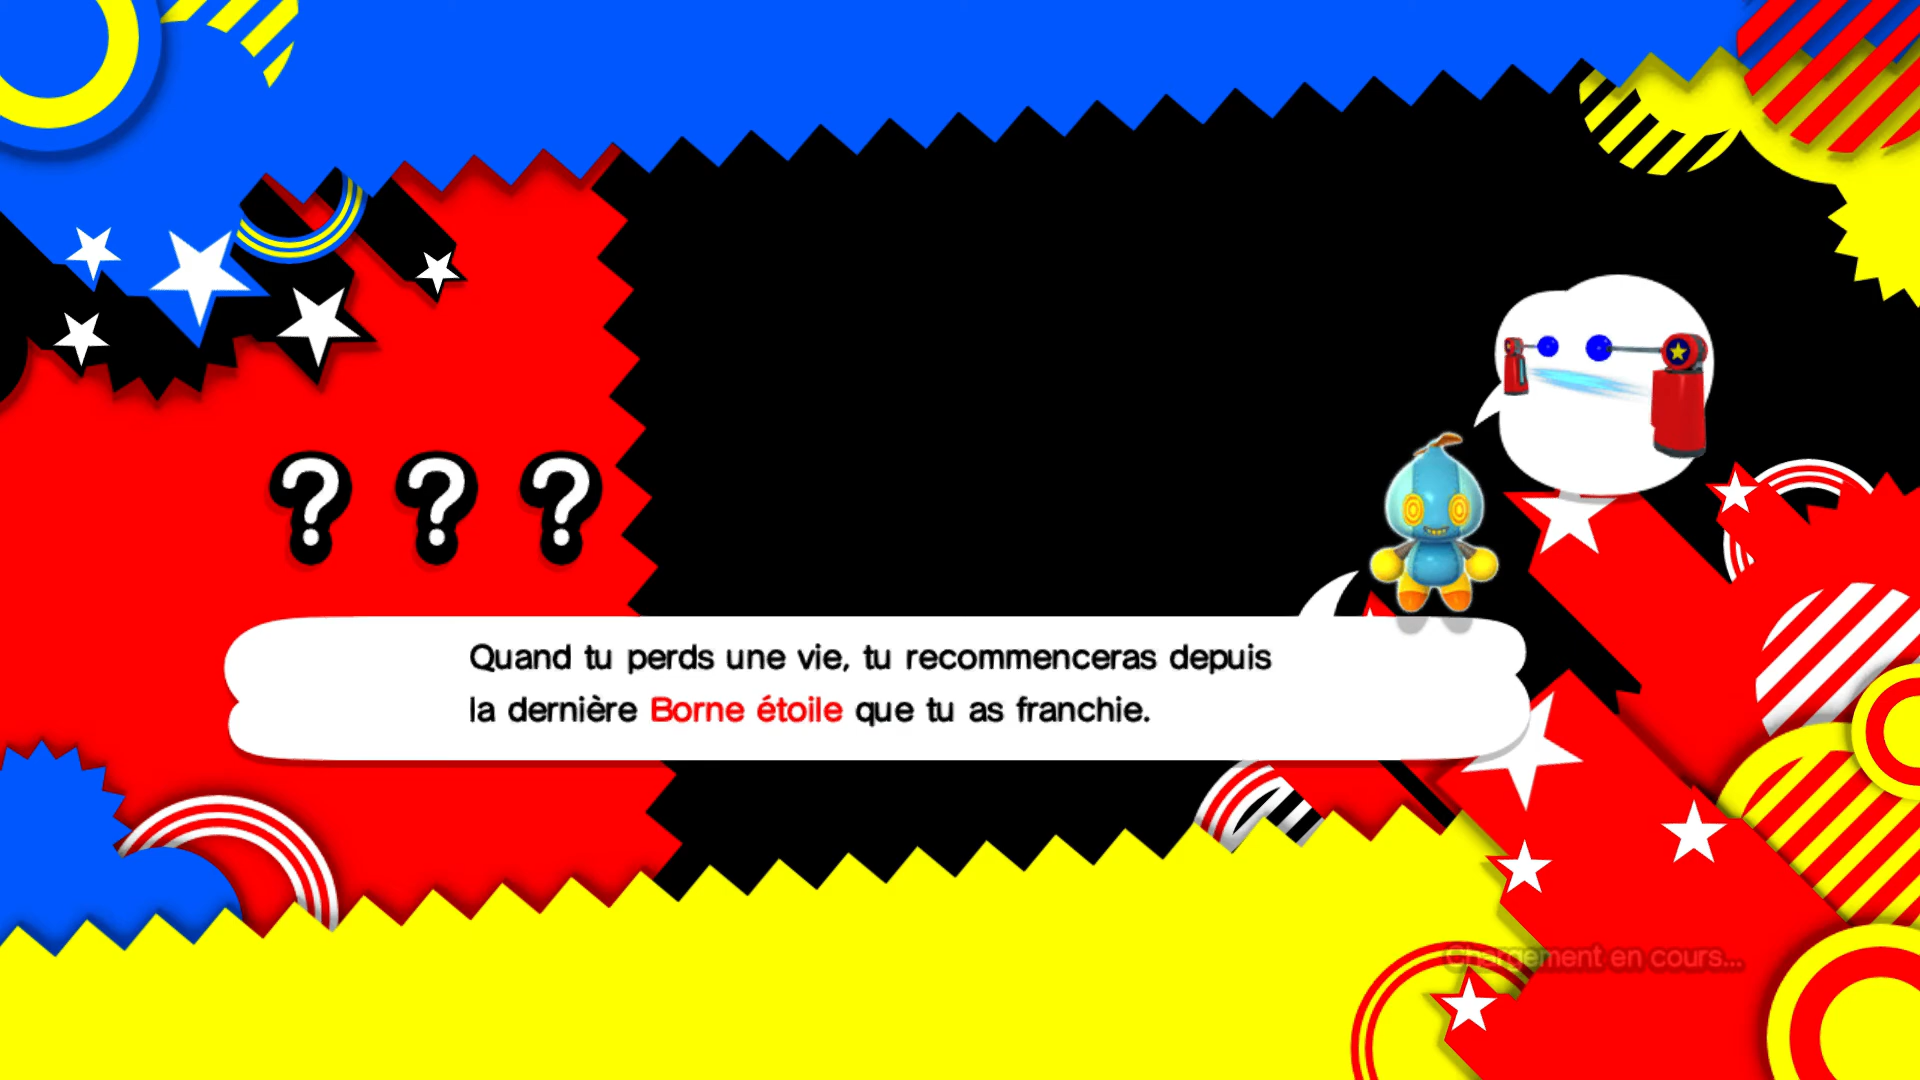 ? ? ?
Quand tu perds une vie, tu recommenceras depuis
la dernière Borne étoile que tu as franchie.
Chargement en cours...